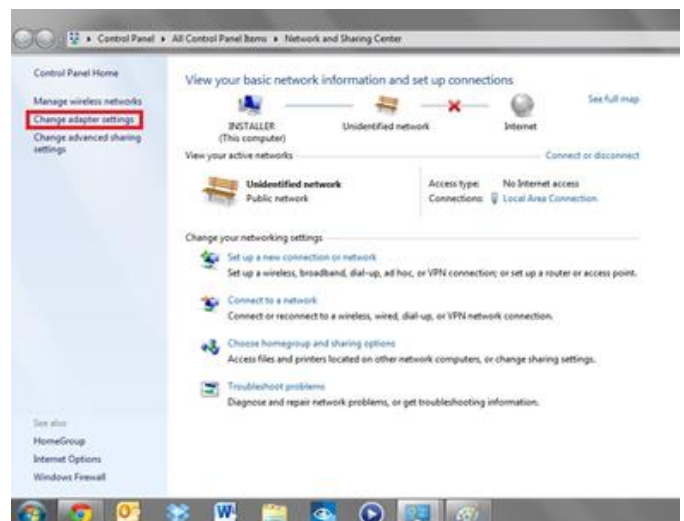 Control Panel ▸ All Control Panel Items ▸ Network and Sharing Center
Control Panel Home
Manage wireless networks
Change adapter settings
Change advanced sharing
settings
See also
HomeGroup
Internet Options
Windows Firewall
View your basic network information and set up connections
See full map
INSTALLER
(This computer)
Unidentified network
Internet
View your active networks
Connect or disconnect
Unidentified network
Public network
Access type: No Internet access
Connections: Local Area Connection
Change your networking settings
Set up a new connection or network
Set up a wireless, broadband, dial-up, ad hoc, or VPN connection; or set up a router or access point.
Connect to a network
Connect or reconnect to a wireless, wired, dial-up, or VPN network connection.
Choose homegroup and sharing options
Access files and printers located on other network computers, or change sharing settings.
Troubleshoot problems
Diagnose and repair network problems, or get troubleshooting information.